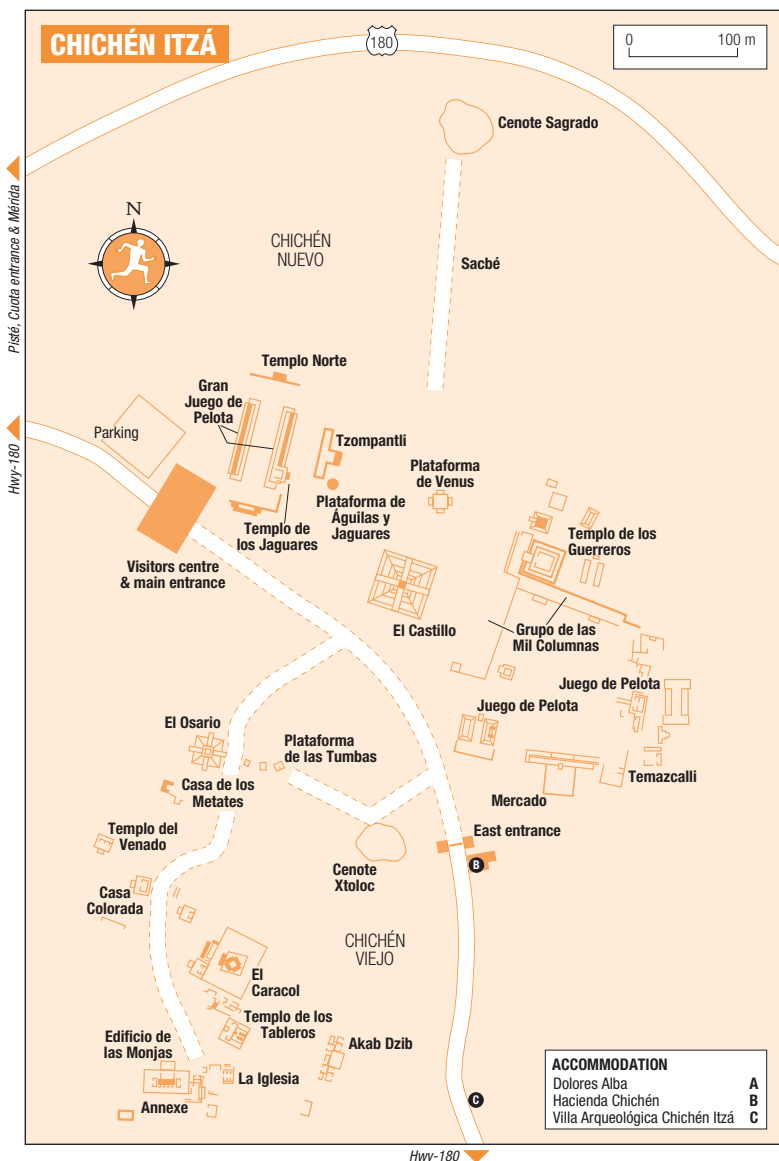 CHICHÉN ITZÁ
180
0 100 m
Cenote Sagrado
Pisté, Cuota entrance & Mérida
N
CHICHÉN
NUEVO
Sacbé
Templo Norte
Gran
Juego de
Pelota
Parking
Hwy-180
Tzompantli
Plataforma
de Venus
Plataforma de
Águilas y
Jaguares
Templo de
los Jaguares
Templo de los
Guerreros
Visitors centre
& main entrance
El Castillo
Grupo de las
Mil Columnas
Juego de Pelota
Juego de Pelota
El Osario
Plataforma
de las Tumbas
Casa de los
Metates
Mercado
Temazcalli
Templo del
Venado
East entrance
B
Cenote
Xtoloc
Casa
Colorada
CHICHÉN
VIEJO
El
Caracol
Templo de los
Tableros
Edificio de
las Monjas
Akab Dzib
La Iglesia
Annexe
C
ACCOMMODATION
Dolores Alba A
Hacienda Chichén B
Villa Arqueológica Chichén Itzá C
Hwy-180